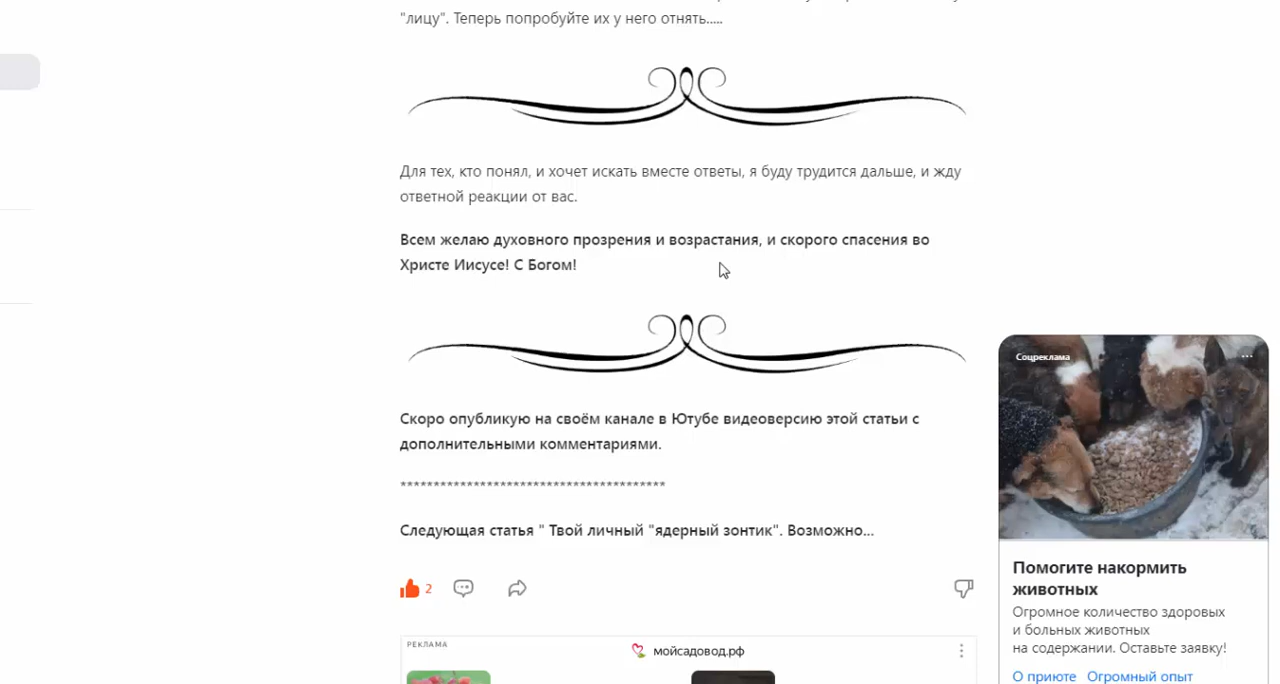 "лицу". Теперь попробуйте их у него отнять.....
Для тех, кто понял, и хочет искать вместе ответы, я буду трудится дальше, и жду
ответной реакции от вас.
Всем желаю духовного прозрения и возрастания, и скорого спасения во
Христе Иисусе! С Богом!
Скоро опубликую на своём канале в Ютубе видеоверсию этой статьи с
дополнительными комментариями.
****************************************
Следующая статья " Твой личный "ядерный зонтик". Возможно...
2
РЕКЛАМА
мойсадовод.рф
Соцреклама
Помогите накормить
животных
Огромное количество здоровых
и больных животных
на содержании. Оставьте заявку!
О приюте Огромный опыт